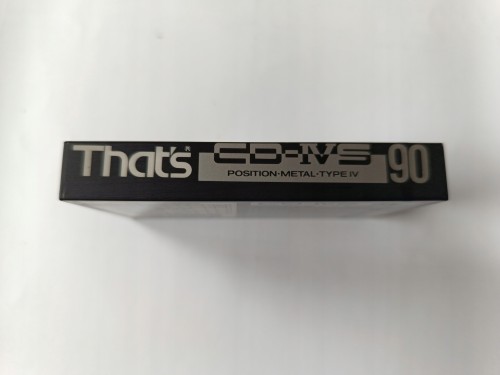 That's® CD-IVS 90
POSITION·METAL·TYPE IV